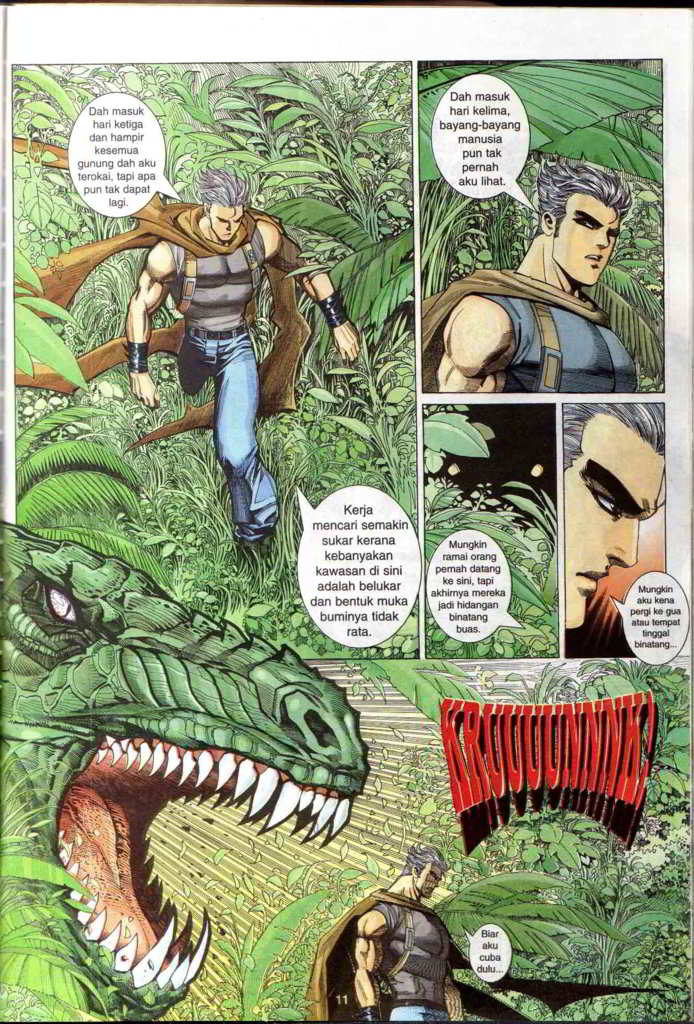 Dah masuk
hari ketiga
dan hampir
kesemua
gunung dah aku
terokai, tapi apa
pun tak dapat
lagi.
Kerja
mencari semakin
sukar kerana
kebanyakan
kawasan di sini
adalah belukar
dan bentuk muka
buminya tidak
rata.
Dah masuk
hari kelima,
bayang-bayang
manusia
pun tak
pernah
aku lihat.
Mungkin
ramai orang
pernah datang
ke sini, tapi
akhirnya mereka
jadi hidangan
binatang
buas.
Mungkin
aku kena
pergi ke gua
atau tempat
tinggal
binatang...
Biar
aku
cuba
dulu...
11